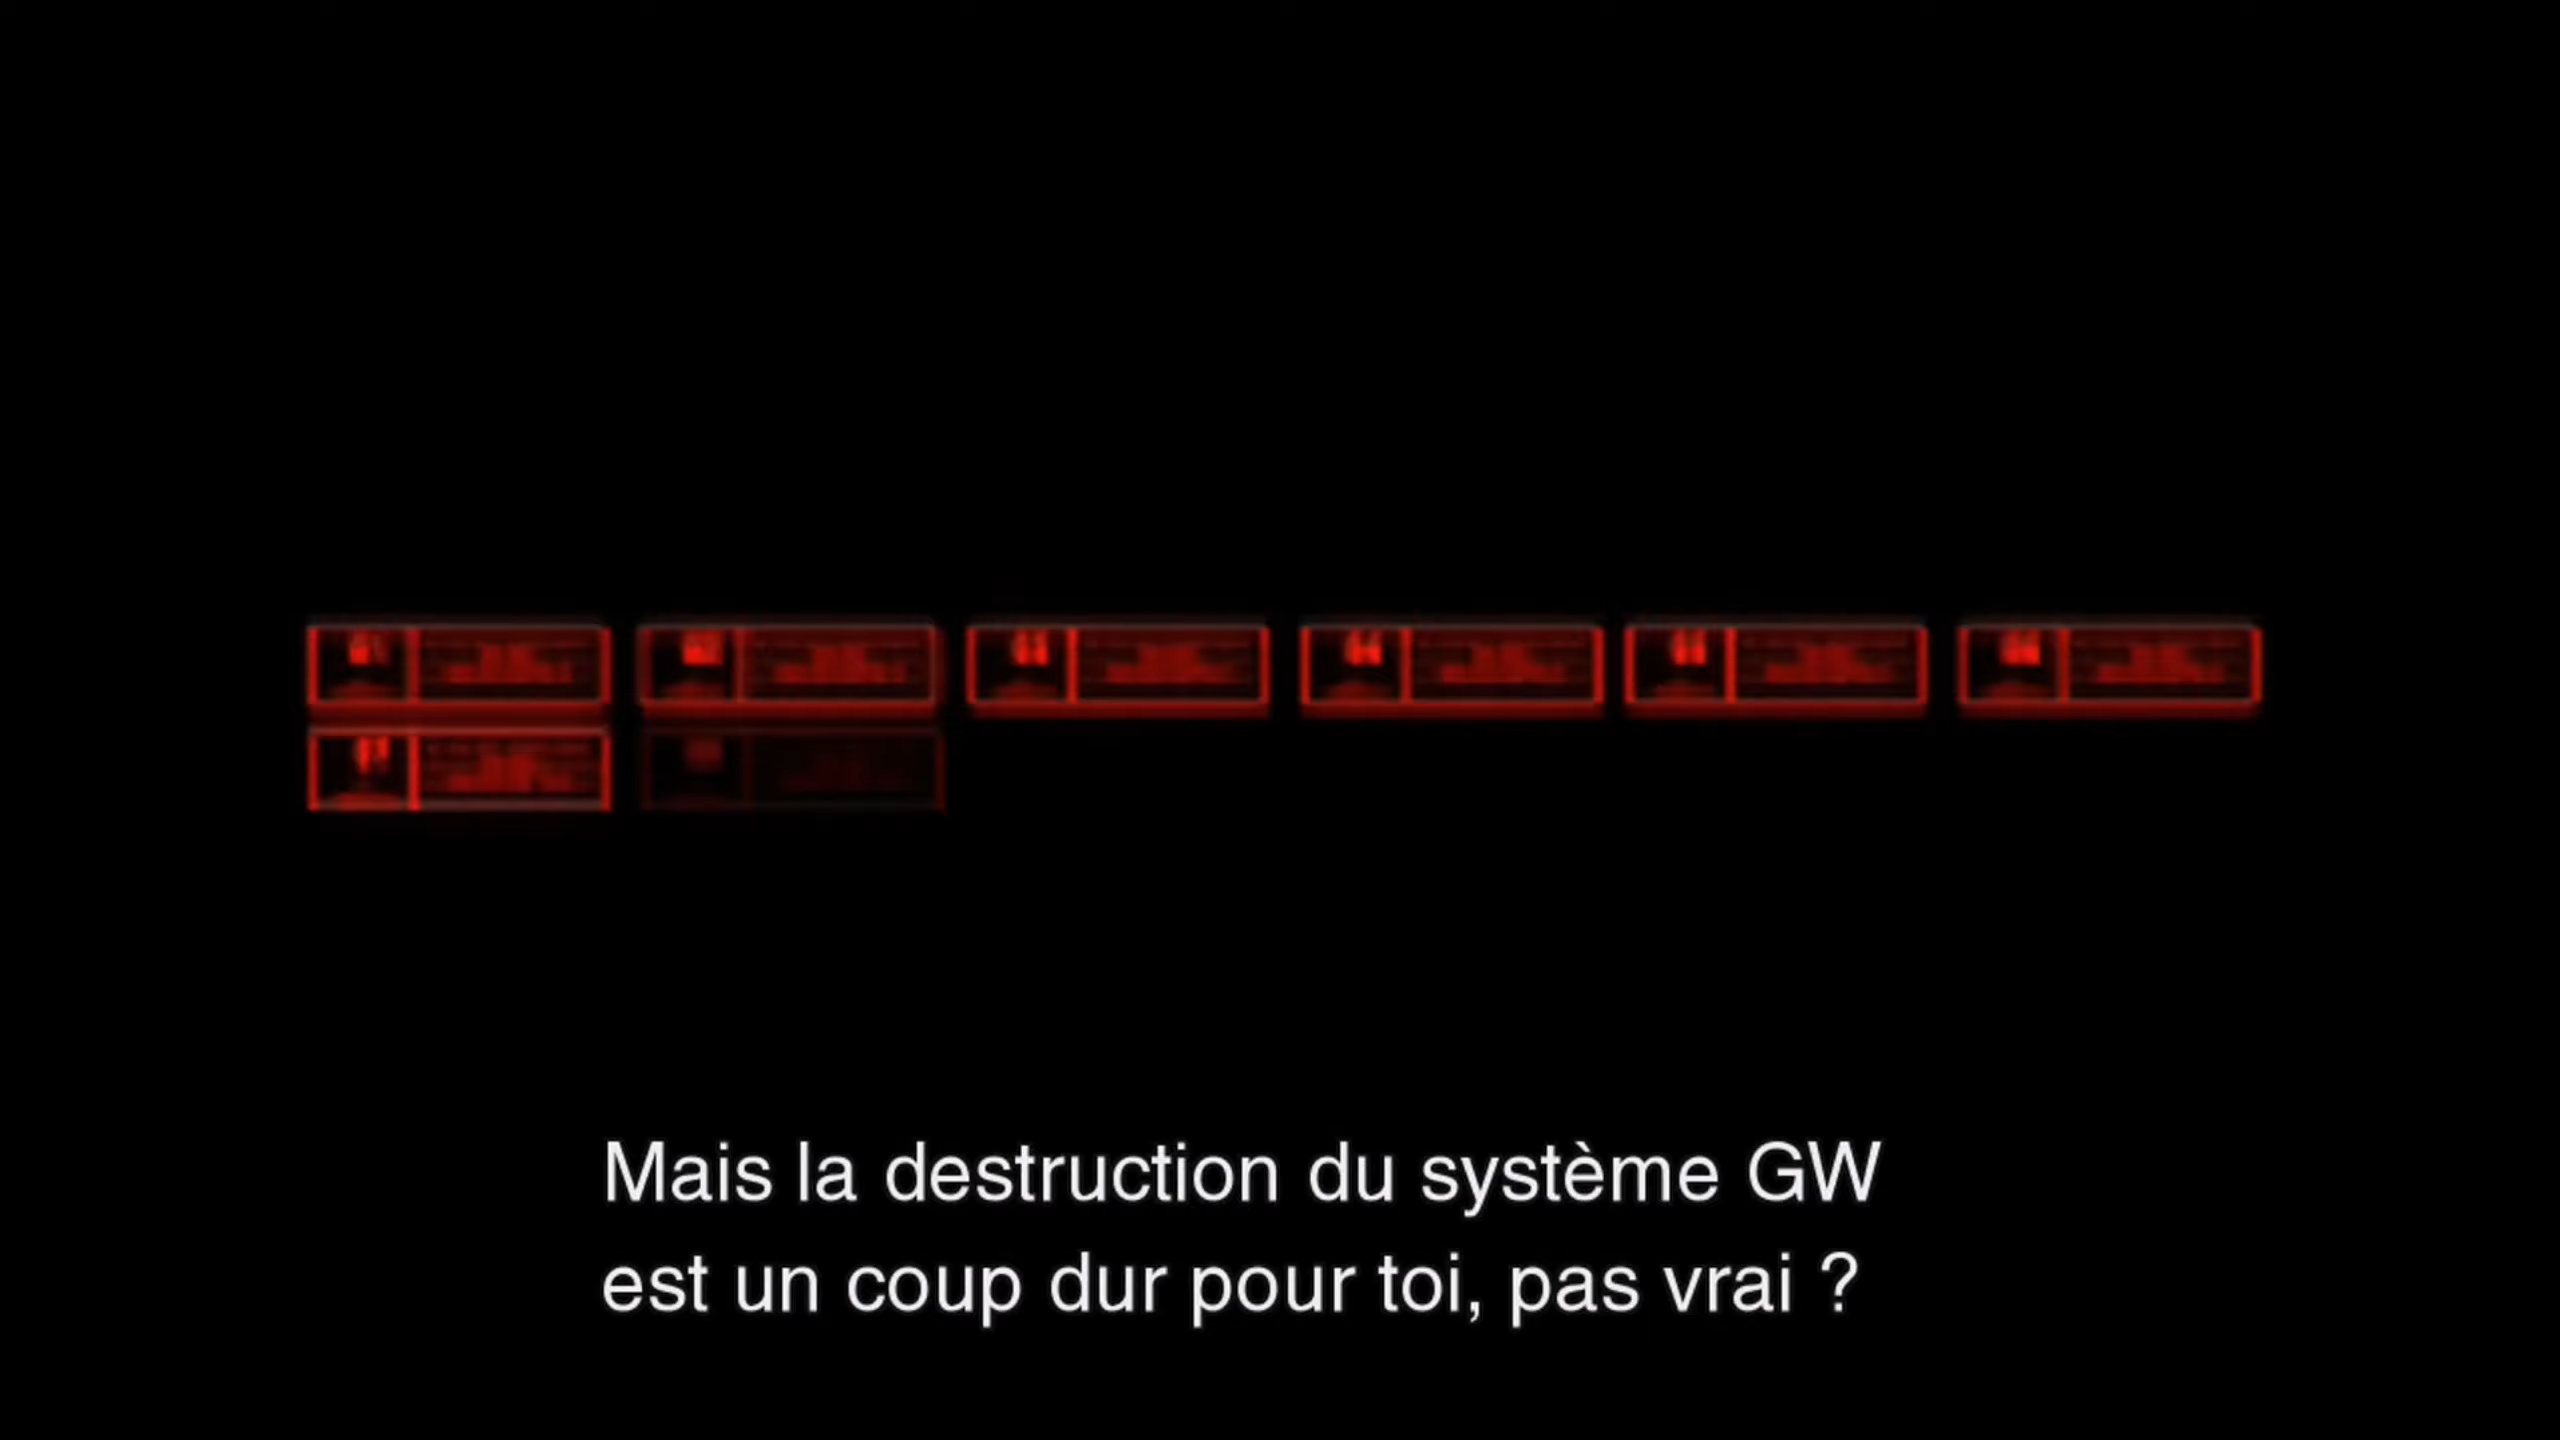 Mais la destruction du système GW
est un coup dur pour toi, pas vrai ?